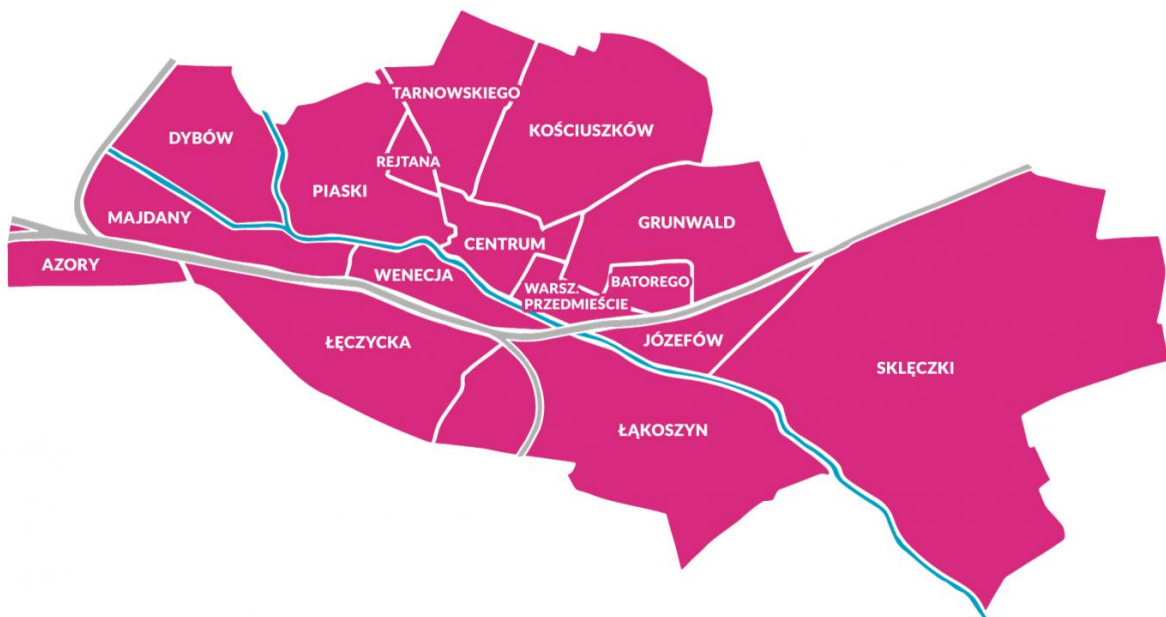 TARNOWSKIEGO
KOŚCIUSZKÓW
DYBÓW
REJTANA
PIASKI
MAJDANY
GRUNWALD
CENTRUM
AZORY
WENECJA
BATOREGO
WARSZ.
PRZEDMIEŚCIE
ŁĘCZYCKA
JÓZEFÓW
SKLĘCZKI
ŁĄKOSZYN